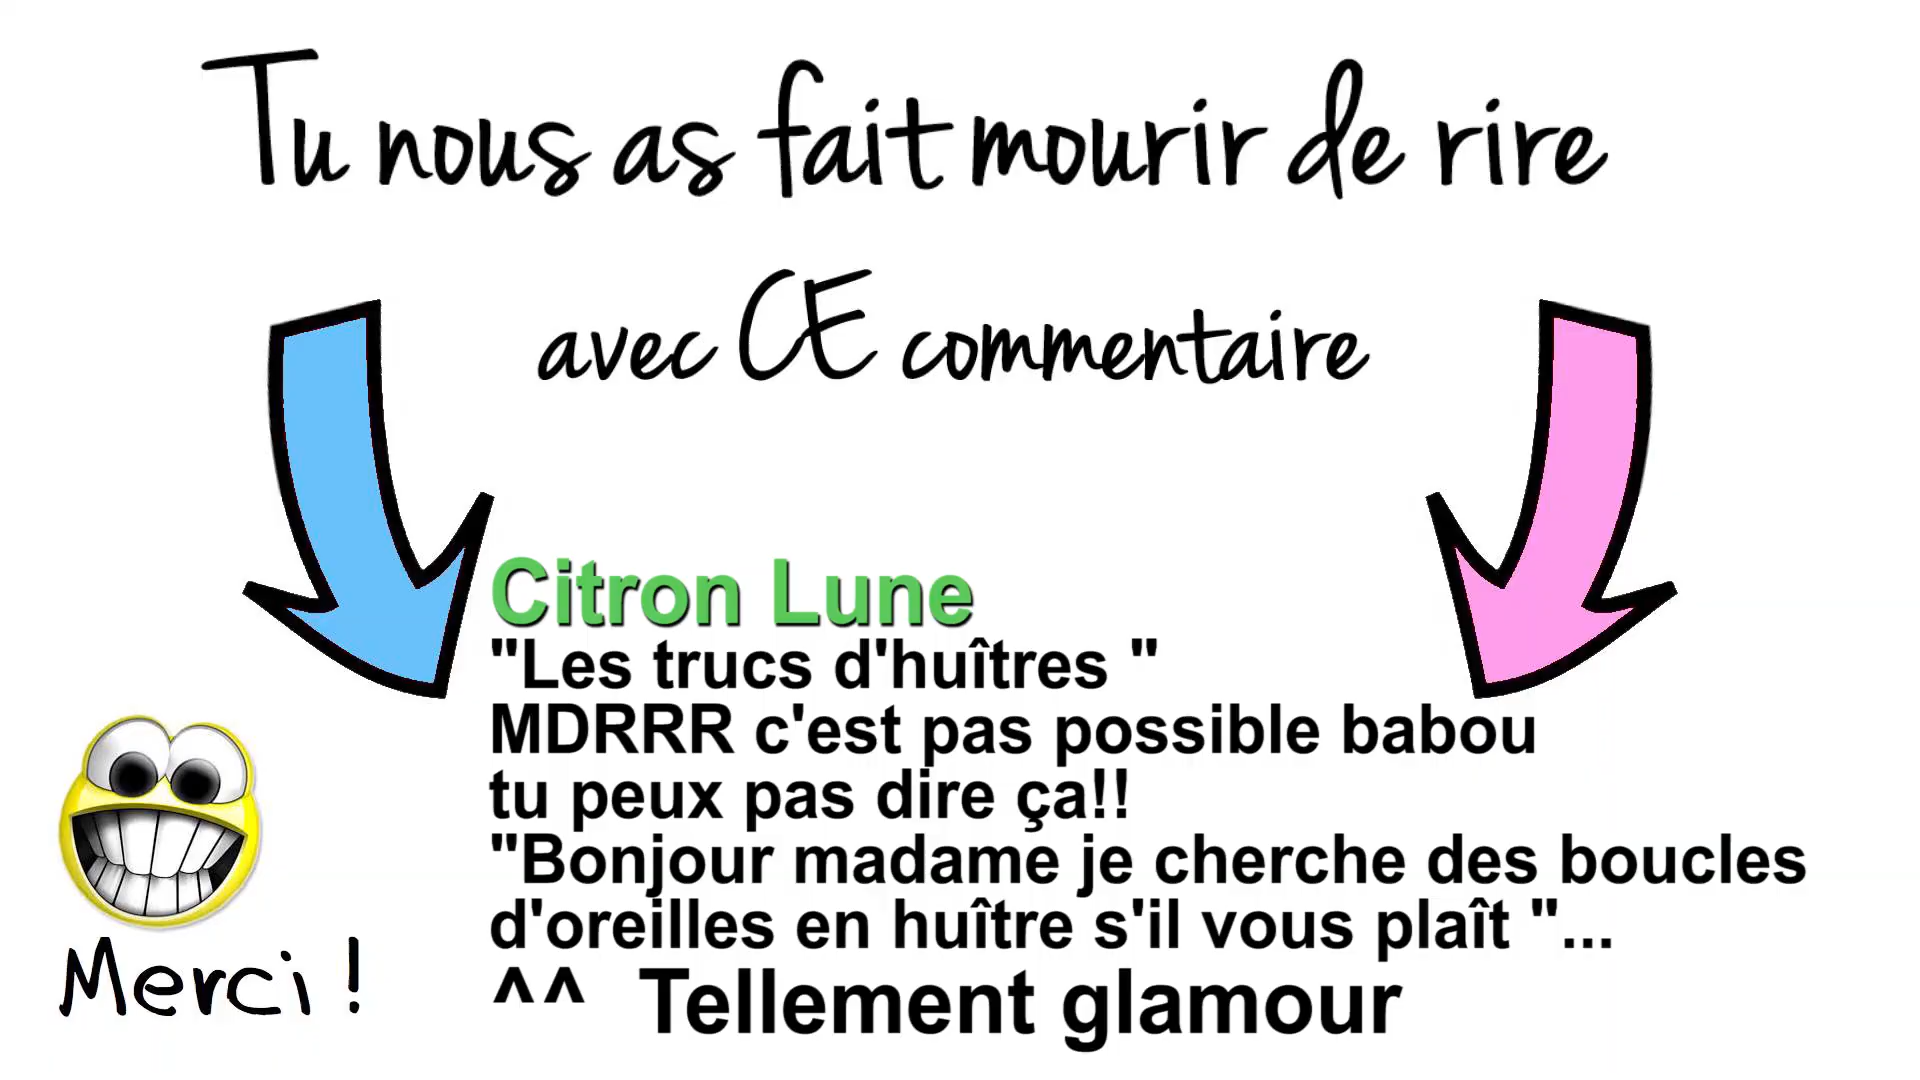 Tu nous as fait mourir de rire
avec CE commentaire
Citron Lune
"Les trucs d'huîtres "
MDRRR c'est pas possible babou
tu peux pas dire ça!!
"Bonjour madame je cherche des boucles
d'oreilles en huître s'il vous plaît "...
^^ Tellement glamour
Merci !